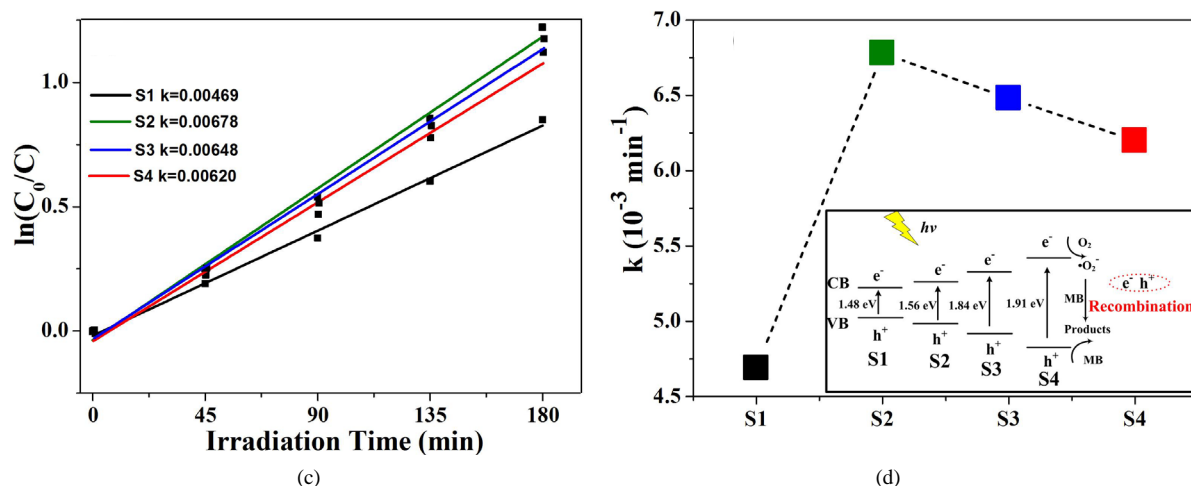 ln(C₀/C)
1.0
0.5
0.0
S1 k=0.00469
S2 k=0.00678
S3 k=0.00648
S4 k=0.00620
0 45 90 135 180
Irradiation Time (min)
(c)
k (10⁻³ min⁻¹)
7.0
6.5
6.0
5.5
5.0
4.5
hν
e⁻ O₂
•O₂⁻
CB e⁻ e⁻ e⁻
e⁻ h⁺
Recombination
1.48 eV 1.56 eV 1.84 eV 1.91 eV MB
VB h⁺ h⁺ h⁺ h⁺
Products
MB
S1 S2 S3 S4
S1 S2 S3 S4
(d)